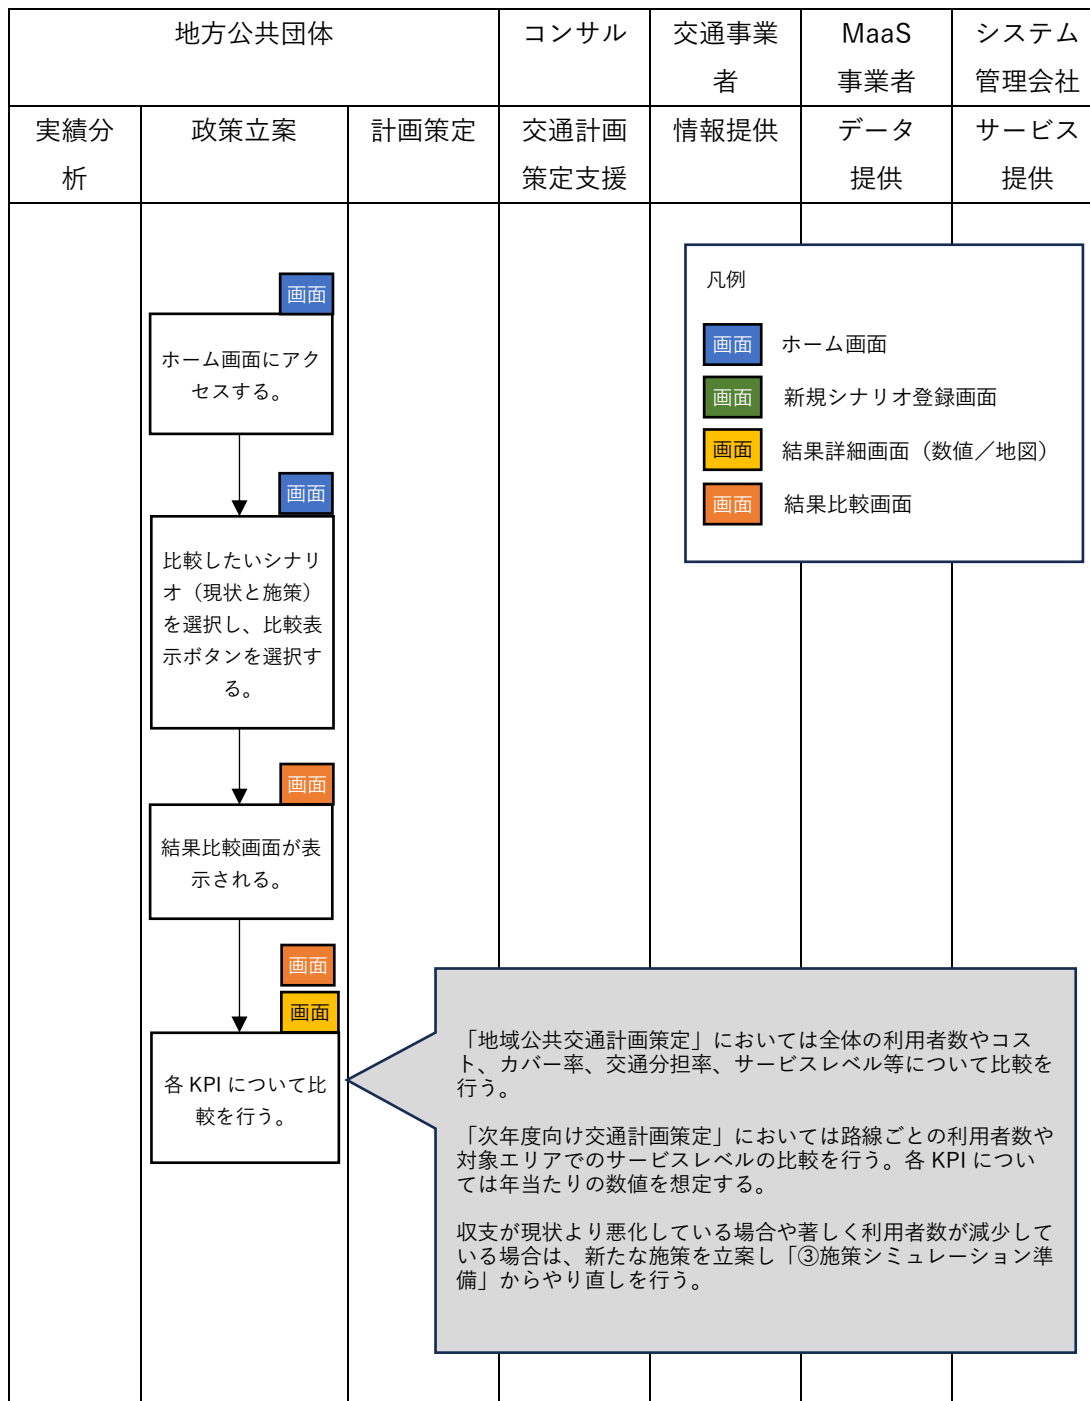 地方公共団体
コンサル
交通事業
者
MaaS
事業者
システム
管理会社
実績分
析
政策立案
計画策定
交通計画
策定支援
情報提供
データ
提供
サービス
提供
画面
ホーム画面にアク
セスする。
画面
比較したいシナリ
オ（現状と施策）
を選択し、比較表
示ボタンを選択す
る。
画面
結果比較画面が表
示される。
画面
画面
各 KPI について比
較を行う。
凡例
画面 ホーム画面
画面 新規シナリオ登録画面
画面 結果詳細画面（数値／地図）
画面 結果比較画面
「地域公共交通計画策定」においては全体の利用者数やコス
ト、カバー率、交通分担率、サービスレベル等について比較を
行う。
「次年度向け交通計画策定」においては路線ごとの利用者数や
対象エリアでのサービスレベルの比較を行う。各 KPI につい
ては年当たりの数値を想定する。
収支が現状より悪化している場合や著しく利用者数が減少して
いる場合は、新たな施策を立案し「③施策シミュレーション準
備」からやり直しを行う。